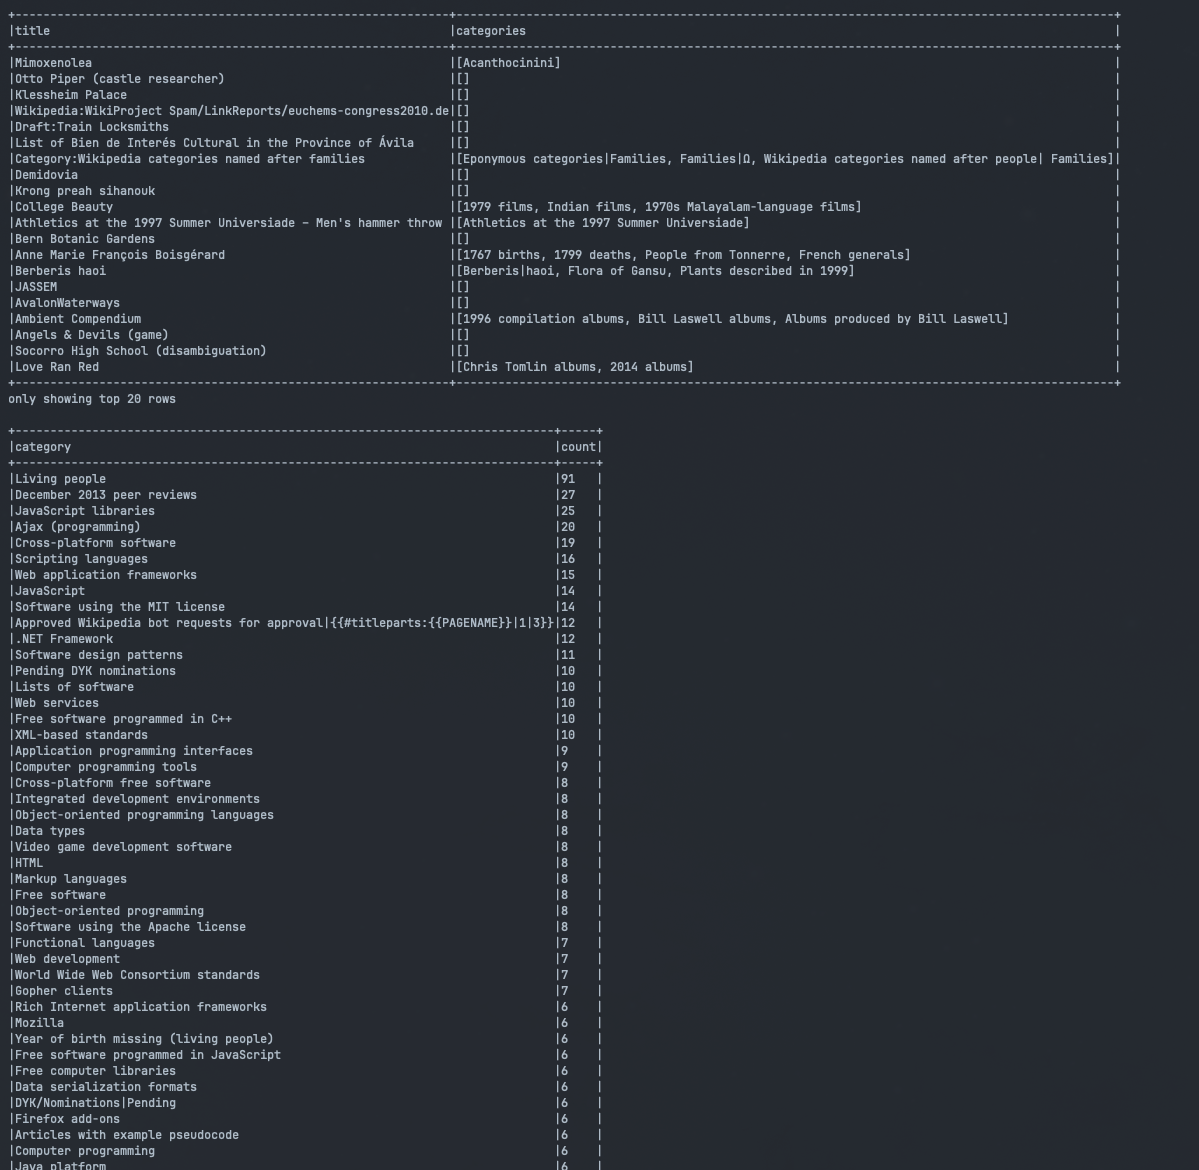 |title |categories |
|Mimoxenolea |[Acanthocinini] |
|Otto Piper (castle researcher) |[] |
|Klessheim Palace |[] |
|Wikipedia:WikiProject Spam/LinkReports/euchems-congress2010.de|[] |
|Draft:Train Locksmiths |[] |
|List of Bien de Interés Cultural in the Province of Ávila |[] |
|Category:Wikipedia categories named after families |[Eponymous categories|Families, Families|Ω, Wikipedia categories named after people| Families]|
|Demidovia |[] |
|Krong preah sihanouk |[] |
|College Beauty |[1979 films, Indian films, 1970s Malayalam-language films] |
|Athletics at the 1997 Summer Universiade – Men's hammer throw |[Athletics at the 1997 Summer Universiade] |
|Bern Botanic Gardens |[] |
|Anne Marie François Boisgérard |[1767 births, 1799 deaths, People from Tonnerre, French generals] |
|Berberis haoi |[Berberis|haoi, Flora of Gansu, Plants described in 1999] |
|JASSEM |[] |
|AvalonWaterways |[] |
|Ambient Compendium |[1996 compilation albums, Bill Laswell albums, Albums produced by Bill Laswell] |
|Angels & Devils (game) |[] |
|Socorro High School (disambiguation) |[] |
|Love Ran Red |[Chris Tomlin albums, 2014 albums] |
only showing top 20 rows
|category |count|
|Living people |91 |
|December 2013 peer reviews |27 |
|JavaScript libraries |25 |
|Ajax (programming) |20 |
|Cross-platform software |19 |
|Scripting languages |16 |
|Web application frameworks |15 |
|JavaScript |14 |
|Software using the MIT license |14 |
|Approved Wikipedia bot requests for approval|{{#titleparts:{{PAGENAME}}|1|3}}|12 |
|.NET Framework |12 |
|Software design patterns |11 |
|Pending DYK nominations |10 |
|Lists of software |10 |
|Web services |10 |
|Free software programmed in C++ |10 |
|XML-based standards |10 |
|Application programming interfaces |9 |
|Computer programming tools |9 |
|Cross-platform free software |8 |
|Integrated development environments |8 |
|Object-oriented programming languages |8 |
|Data types |8 |
|Video game development software |8 |
|HTML |8 |
|Markup languages |8 |
|Free software |8 |
|Object-oriented programming |8 |
|Software using the Apache license |8 |
|Functional languages |7 |
|Web development |7 |
|World Wide Web Consortium standards |7 |
|Gopher clients |7 |
|Rich Internet application frameworks |6 |
|Mozilla |6 |
|Year of birth missing (living people) |6 |
|Free software programmed in JavaScript |6 |
|Free computer libraries |6 |
|Data serialization formats |6 |
|DYK/Nominations|Pending |6 |
|Firefox add-ons |6 |
|Articles with example pseudocode |6 |
|Computer programming |6 |
|Java platform |6 |